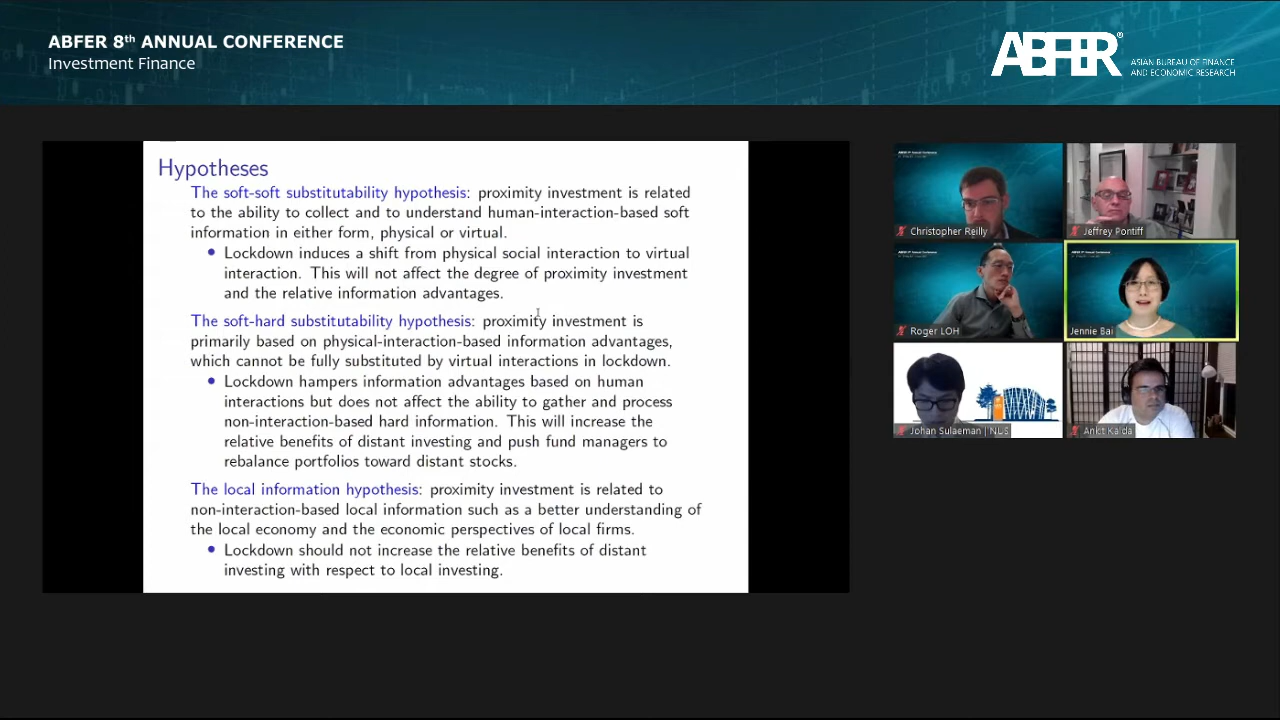 ABFER 8th ANNUAL CONFERENCE
Investment Finance
ABFER®
ASIAN BUREAU OF FINANCE
AND ECONOMIC RESEARCH
Hypotheses
The soft-soft substitutability hypothesis: proximity investment is related
to the ability to collect and to understand human-interaction-based soft
information in either form, physical or virtual.
• Lockdown induces a shift from physical social interaction to virtual
interaction. This will not affect the degree of proximity investment
and the relative information advantages.
The soft-hard substitutability hypothesis: proximity investment is
primarily based on physical-interaction-based information advantages,
which cannot be fully substituted by virtual interactions in lockdown.
• Lockdown hampers information advantages based on human
interactions but does not affect the ability to gather and process
non-interaction-based hard information. This will increase the
relative benefits of distant investing and push fund managers to
rebalance portfolios toward distant stocks.
The local information hypothesis: proximity investment is related to
non-interaction-based local information such as a better understanding of
the local economy and the economic perspectives of local firms.
• Lockdown should not increase the relative benefits of distant
investing with respect to local investing.
Christopher Reilly
Jeffrey Pontiff
Roger LOH
Jennie Bai
Johan Sulaeman | NUS
Ankit Kalda